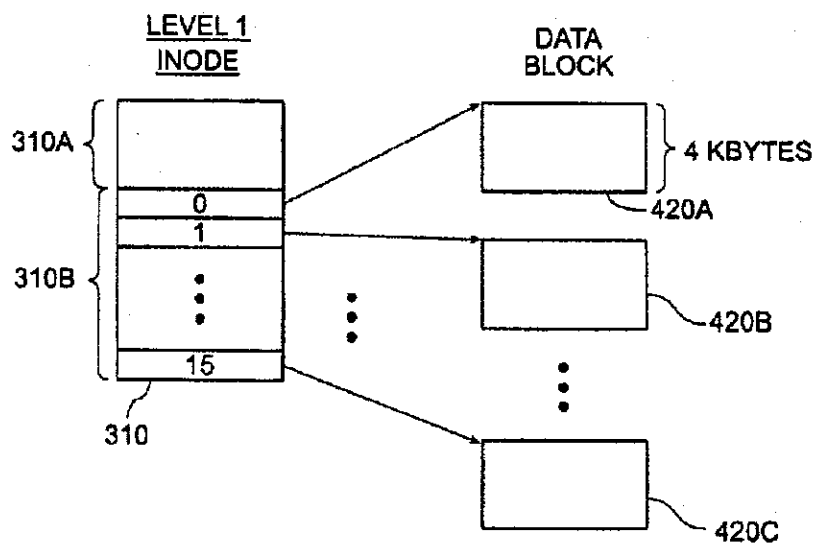 LEVEL 1
INODE
DATA
BLOCK
310A
0
4 KBYTES
420A
1
310B
420B
15
310
420C